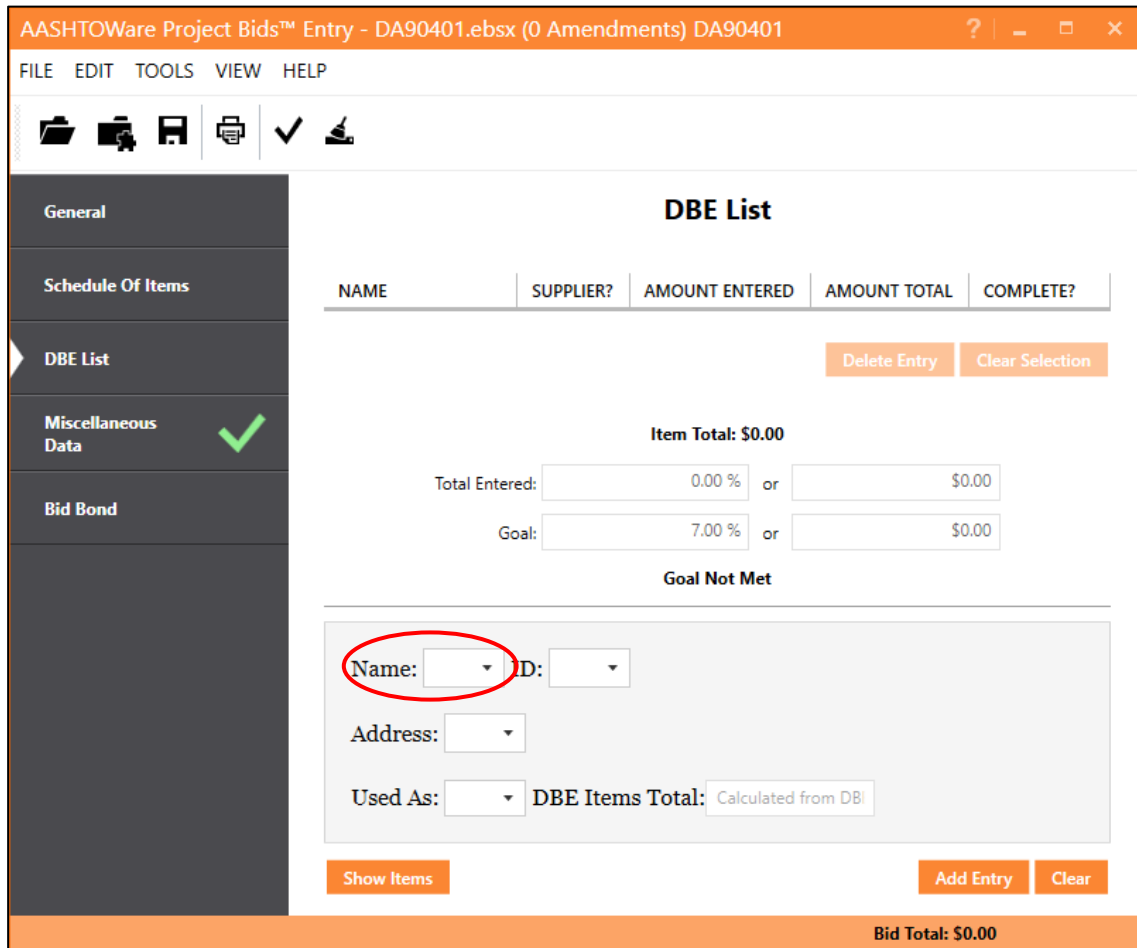 AASHTOWare Project Bids™ Entry - DA90401.ebsx (0 Amendments) DA90401 ?
FILE EDIT TOOLS VIEW HELP
General
Schedule Of Items
DBE List
Miscellaneous
Data
Bid Bond
DBE List
NAME SUPPLIER? AMOUNT ENTERED AMOUNT TOTAL COMPLETE?
Delete Entry Clear Selection
Item Total: $0.00
Total Entered: 0.00 % or $0.00
Goal: 7.00 % or $0.00
Goal Not Met
Name: ID:
Address:
Used As: DBE Items Total: Calculated from DB
Show Items Add Entry Clear
Bid Total: $0.00